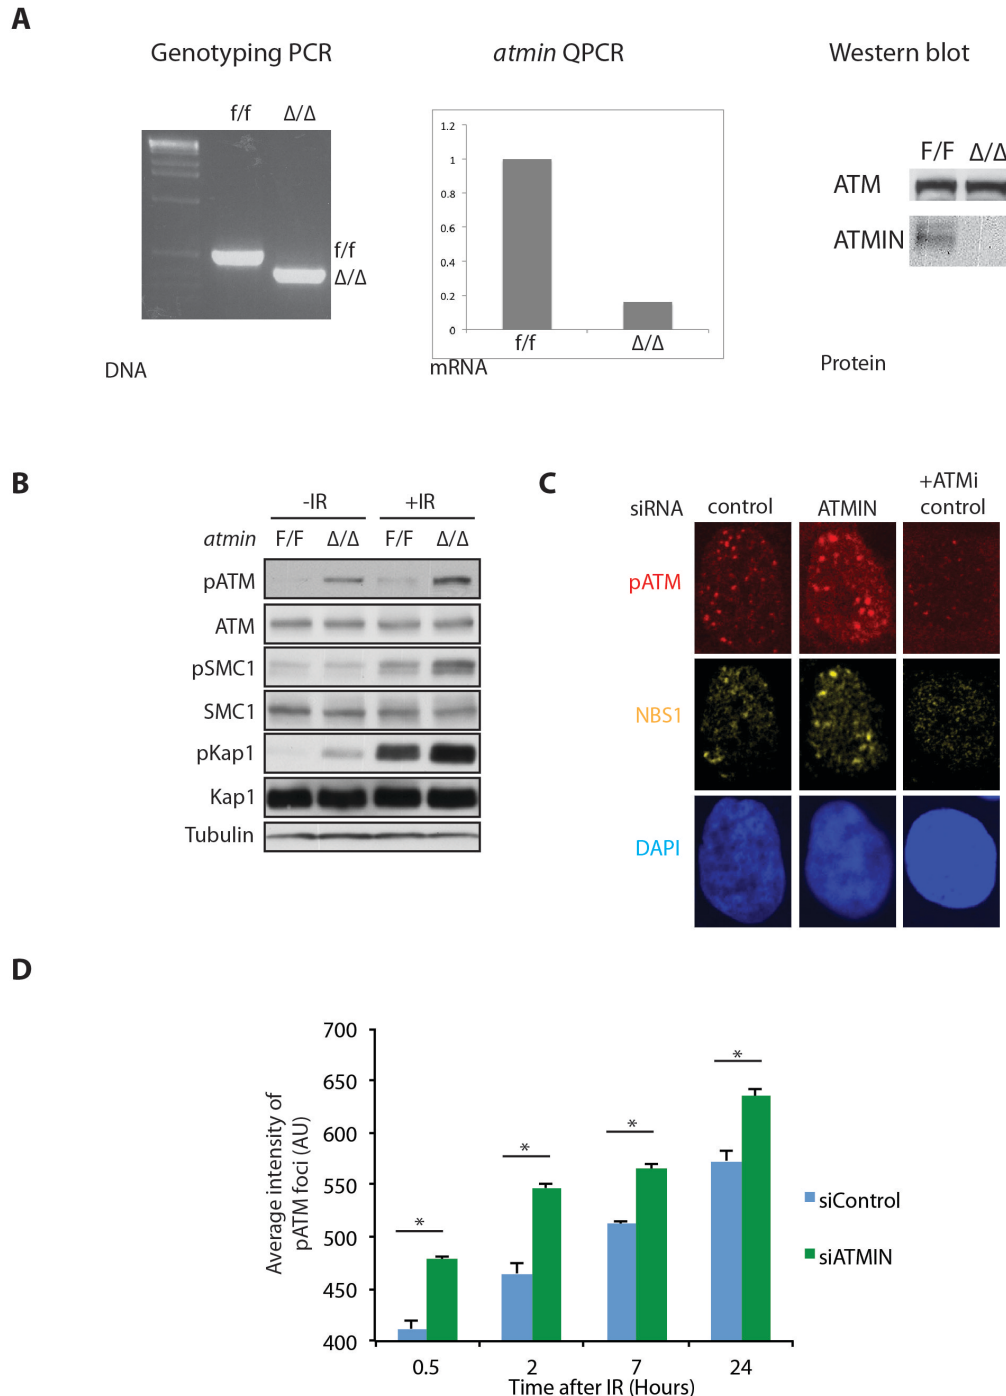 A
Genotyping PCR
atmin QPCR
Western blot
f/f Δ/Δ
f/f
Δ/Δ
DNA
1.2
1
0.8
0.6
0.4
0.2
0
f/f Δ/Δ
mRNA
F/F Δ/Δ
ATM
ATMIN
Protein
B
-IR +IR
atmin F/F Δ/Δ F/F Δ/Δ
pATM
ATM
pSMC1
SMC1
pKap1
Kap1
Tubulin
C
+ATMi
siRNA control ATMIN control
pATM
NBS1
DAPI
D
Average intensity of
pATM foci (AU)
700
650
600
550
500
450
400
*
*
*
*
0.5 2 7 24
Time after IR (Hours)
siControl
siATMIN